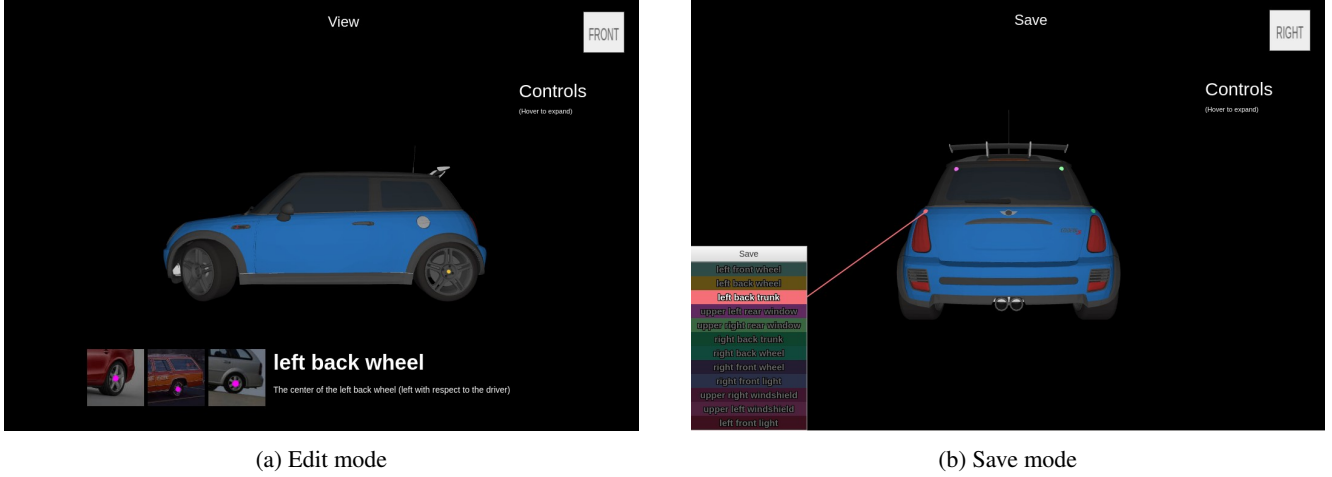 View
FRONT
Controls
(Hover to expand)
left back wheel
The center of the left back wheel (left with respect to the driver)
(a) Edit mode
Save
RIGHT
Controls
(Hover to expand)
Save
left front wheel
left back wheel
left back trunk
upper left rear window
upper right rear window
right back trunk
right back wheel
right front wheel
right front light
upper right windshield
upper left windshield
left front light
(b) Save mode